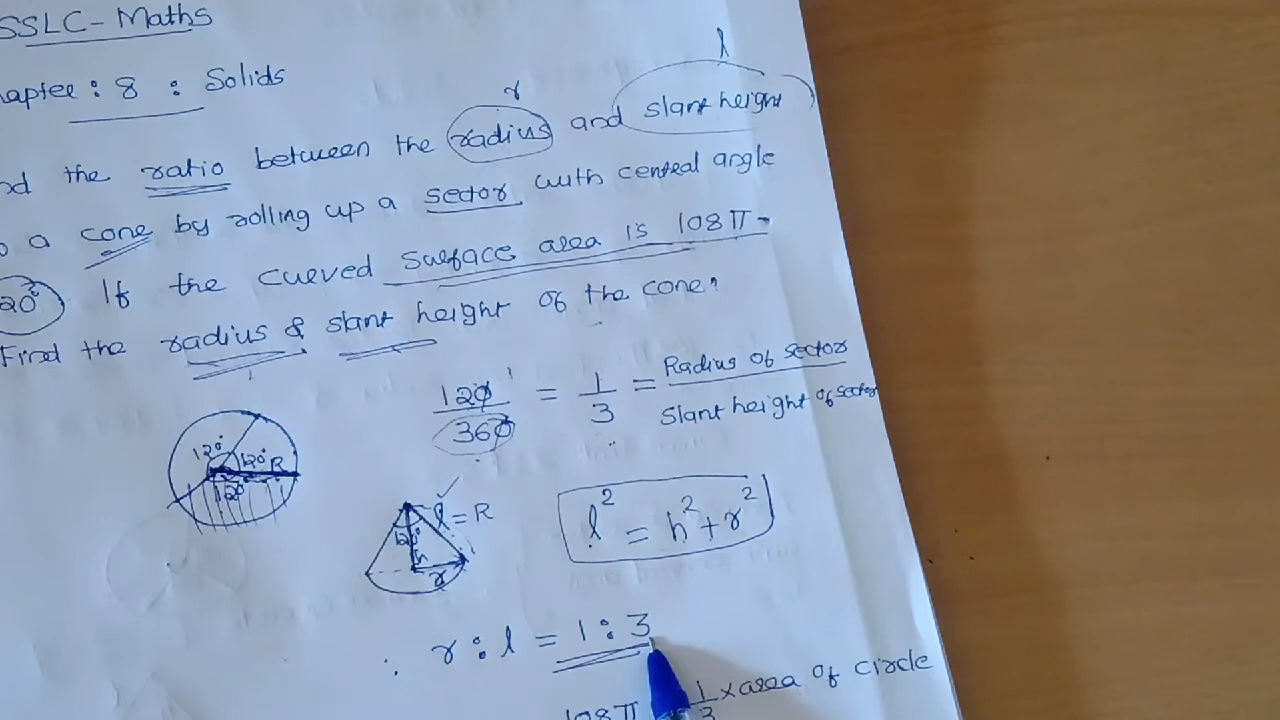 SSLC - Maths
hapter : 8 : Solids
l
r
nd the ratio between the radius and slant height
o a cone by rolling up a sector with central angle
20° If the curved surface area is 108π.
Find the radius & slant height of the cone?
120/360 = 1/3 = Radius of sector/Slant height of sector
120° 120° R
120°
l = R
120° h
r
l² = h² + r²
∴ r : l = 1 : 3
108π 1/3 × area of circle